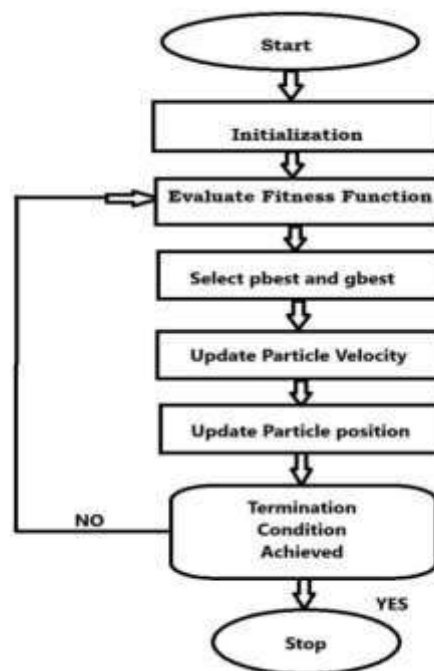 Start
Initialization
Evaluate Fitness Function
Select pbest and gbest
Update Particle Velocity
Update Particle position
Termination
Condition
Achieved
NO
YES
Stop